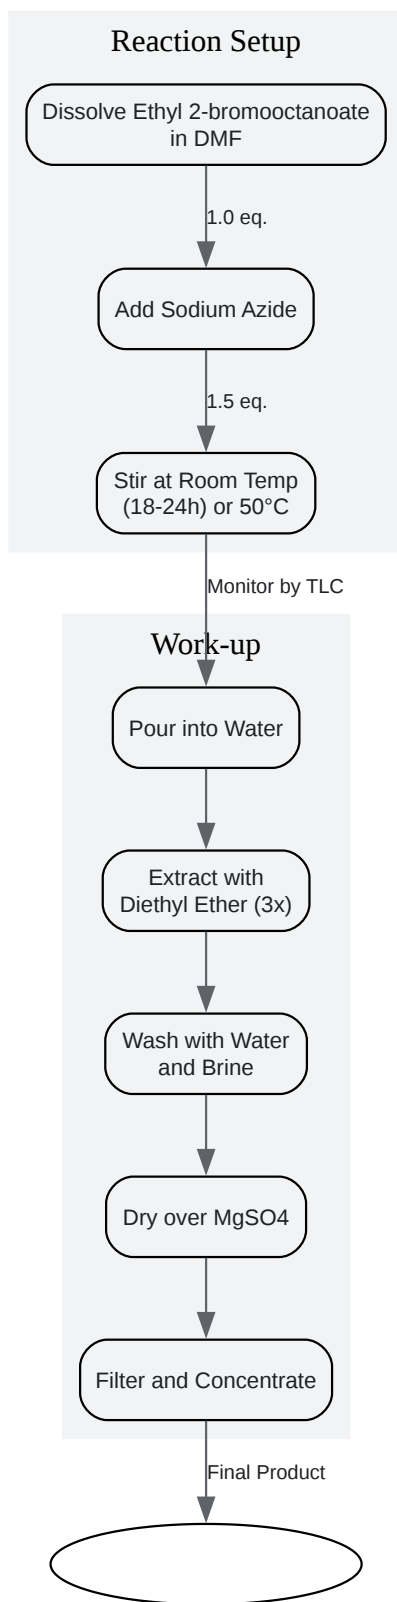 Reaction Setup
Dissolve Ethyl 2-bromooctanoate
in DMF
1.0 eq.
Add Sodium Azide
1.5 eq.
Stir at Room Temp
(18-24h) or 50°C
Monitor by TLC
Work-up
Pour into Water
Extract with
Diethyl Ether (3x)
Wash with Water
and Brine
Dry over MgSO4
Filter and Concentrate
Final Product